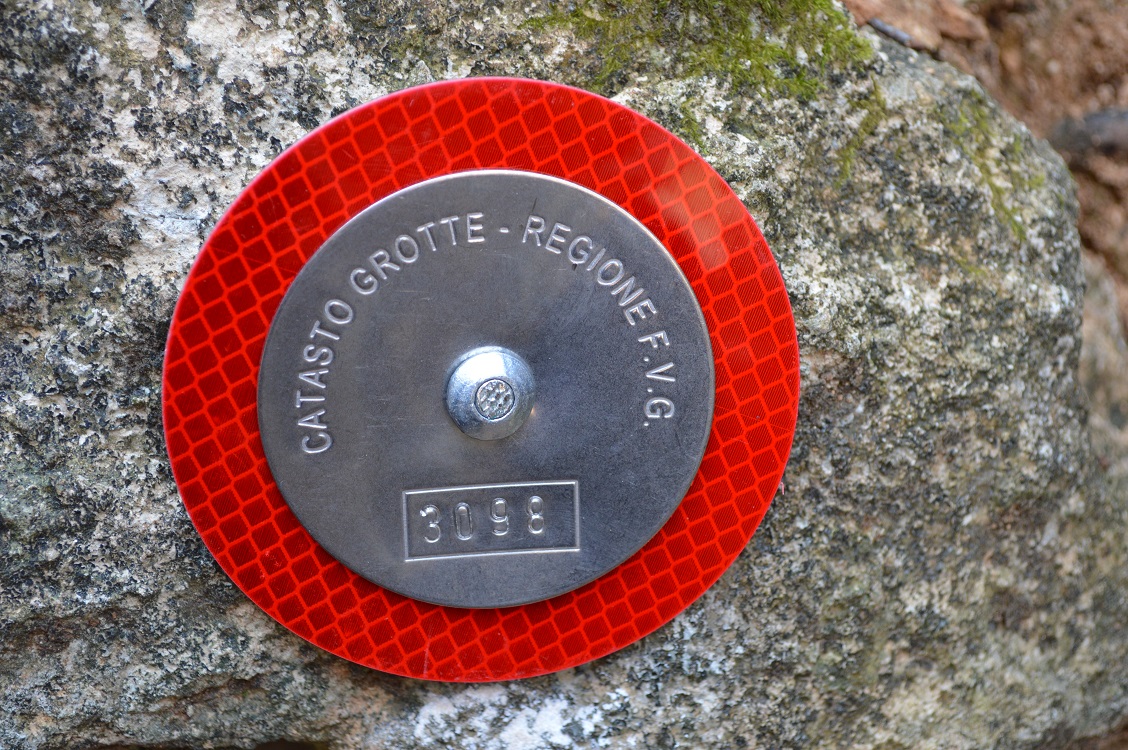 CATASTO GROTTE - REGIONE F.V.G.
3098